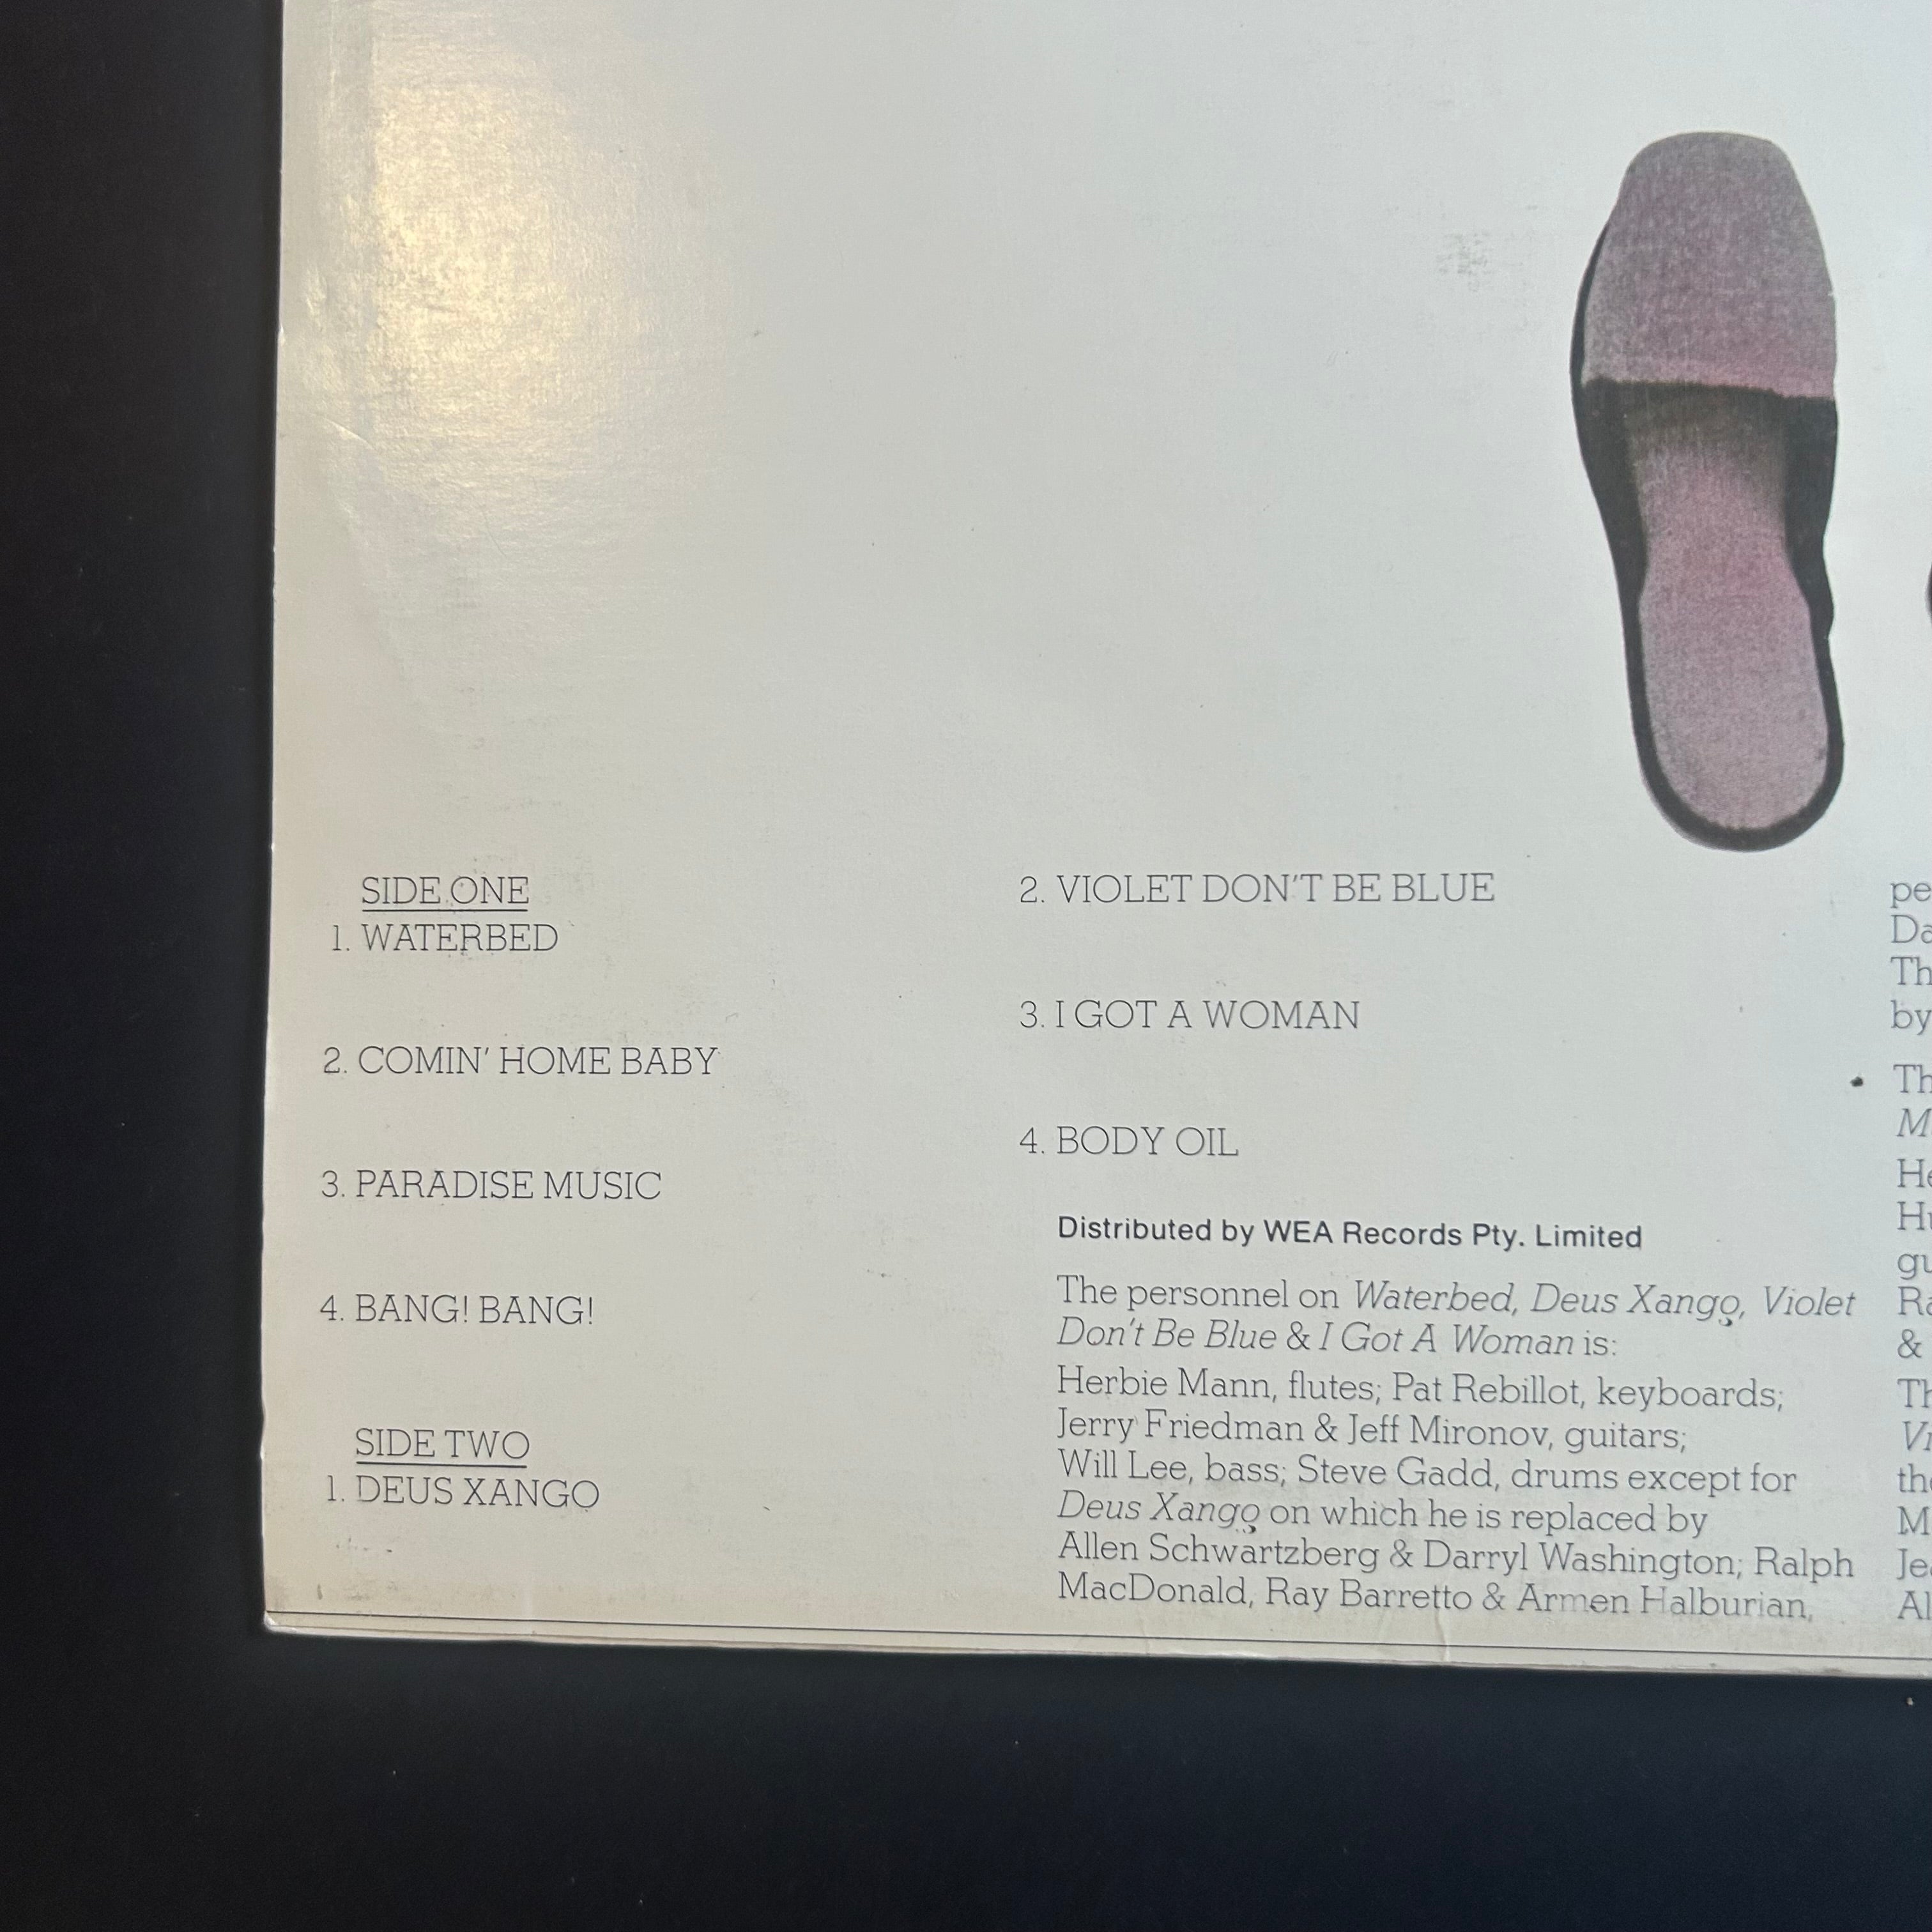 SIDE ONE
1. WATERBED
2. COMIN' HOME BABY
3. PARADISE MUSIC
4. BANG! BANG!
SIDE TWO
1. DEUS XANGO
2. VIOLET DON'T BE BLUE
3. I GOT A WOMAN
4. BODY OIL
Distributed by WEA Records Pty. Limited
The personnel on Waterbed, Deus Xango, Violet
Don't Be Blue & I Got A Woman is:
Herbie Mann, flutes; Pat Rebillot, keyboards;
Jerry Friedman & Jeff Mironov, guitars;
Will Lee, bass; Steve Gadd, drums except for
Deus Xango on which he is replaced by
Allen Schwartzberg & Darryl Washington; Ralph
MacDonald, Ray Barretto & Armen Halburian,
by
&